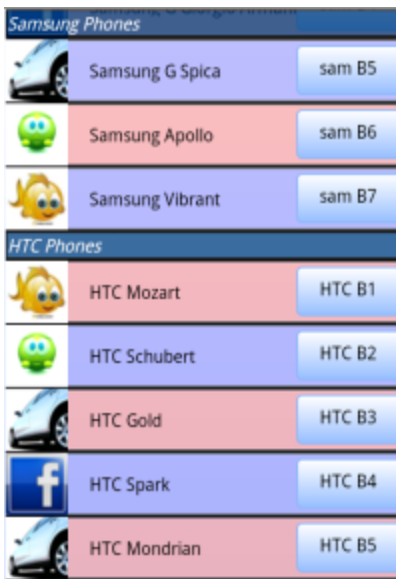 Samsung Phones
Samsung G Spica
sam B5
Samsung Apollo
sam B6
Samsung Vibrant
sam B7
HTC Phones
HTC Mozart
HTC B1
HTC Schubert
HTC B2
HTC Gold
HTC B3
HTC Spark
HTC B4
HTC Mondrian
HTC B5